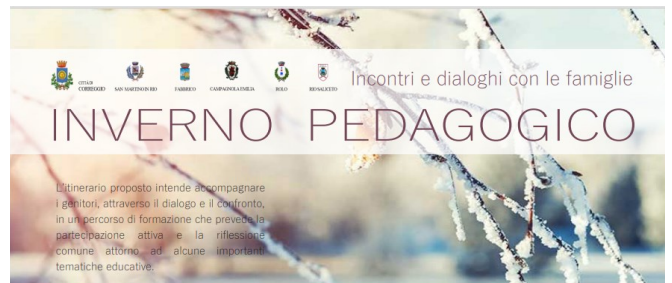 CITTÀ DI
CORREGGIO
SAN MARTINO IN RIO
FABBRICO
CAMPAGNOLA EMILIA
ROLO
RIO SALICETO
Incontri e dialoghi con le famiglie
INVERNO PEDAGOGICO
L'itinerario proposto intende accompagnare
i genitori, attraverso il dialogo e il confronto,
in un percorso di formazione che prevede la
partecipazione attiva e la riflessione
comune attorno ad alcune importanti
tematiche educative.